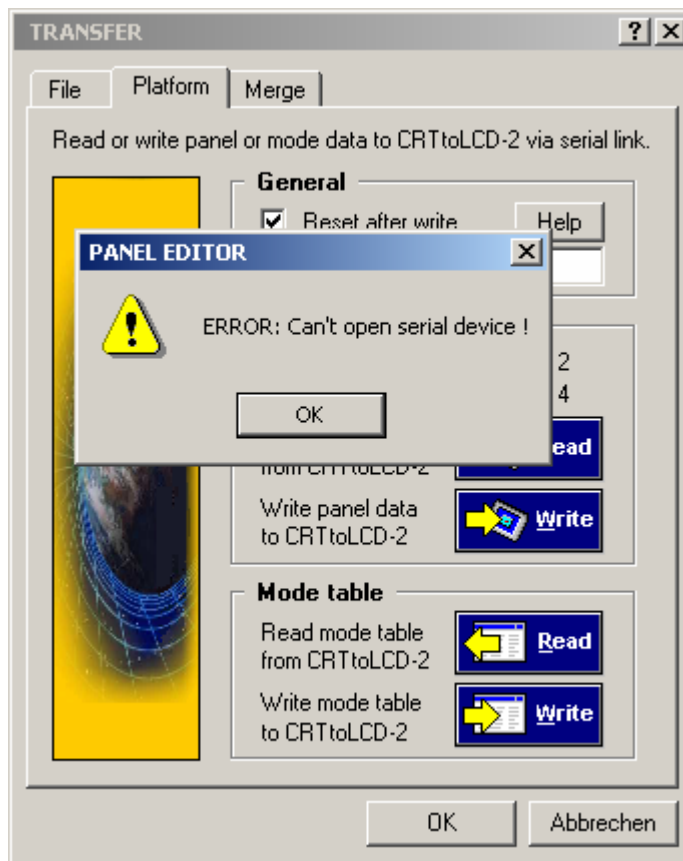 TRANSFER
File Platform Merge
Read or write panel or mode data to CRTtoLCD-2 via serial link.
General
Reset after write Help
PANEL EDITOR
ERROR: Can't open serial device !
OK
2
4
from CRTtoLCD-2
Write panel data
to CRTtoLCD-2
Write
Mode table
Read mode table
from CRTtoLCD-2
Read
Write mode table
to CRTtoLCD-2
Write
OK Abbrechen